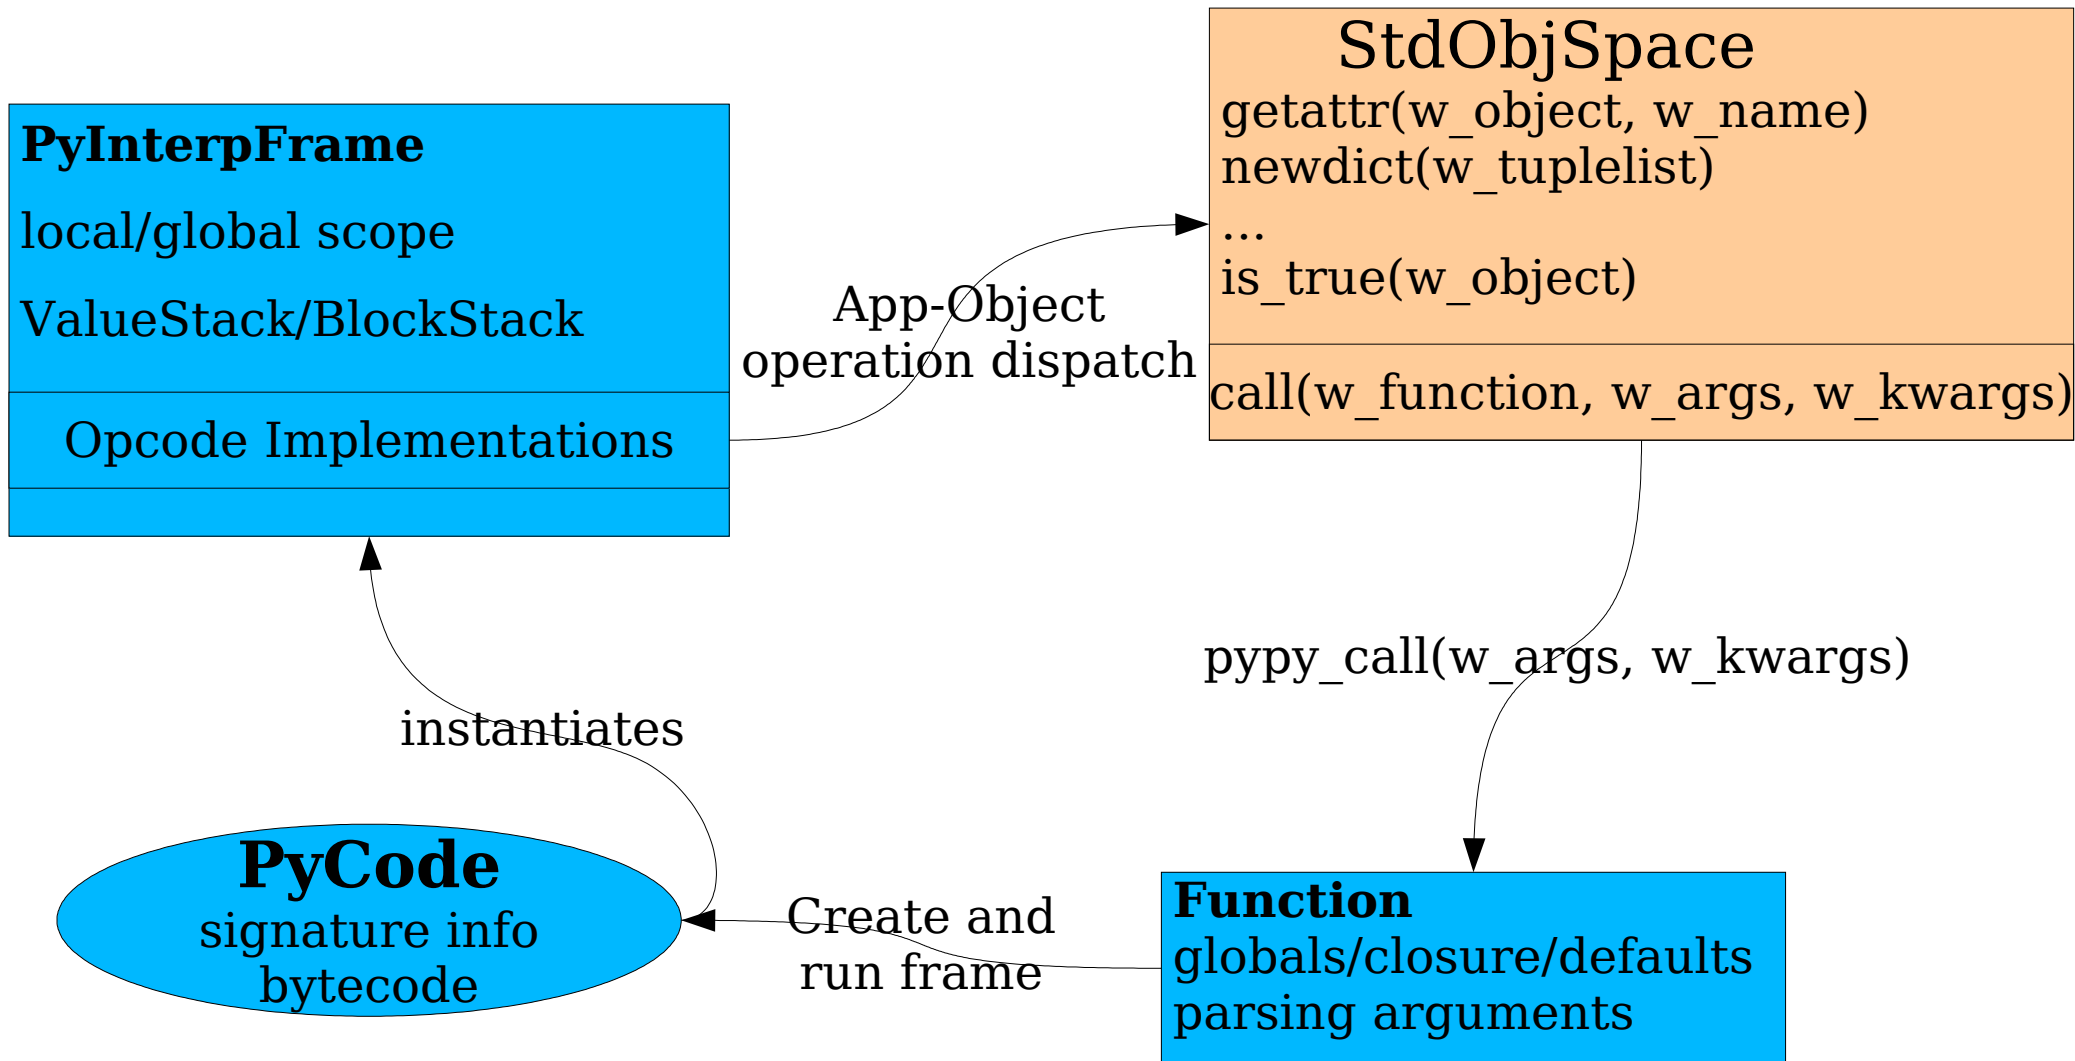 StdObjSpace
getattr(w_object, w_name)
newdict(w_tuplelist)
...
is_true(w_object)
call(w_function, w_args, w_kwargs)
PyInterpFrame
local/global scope
ValueStack/BlockStack
Opcode Implementations
App-Object
operation dispatch
pypy_call(w_args, w_kwargs)
instantiates
PyCode
signature info
bytecode
Create and
run frame
Function
globals/closure/defaults
parsing arguments